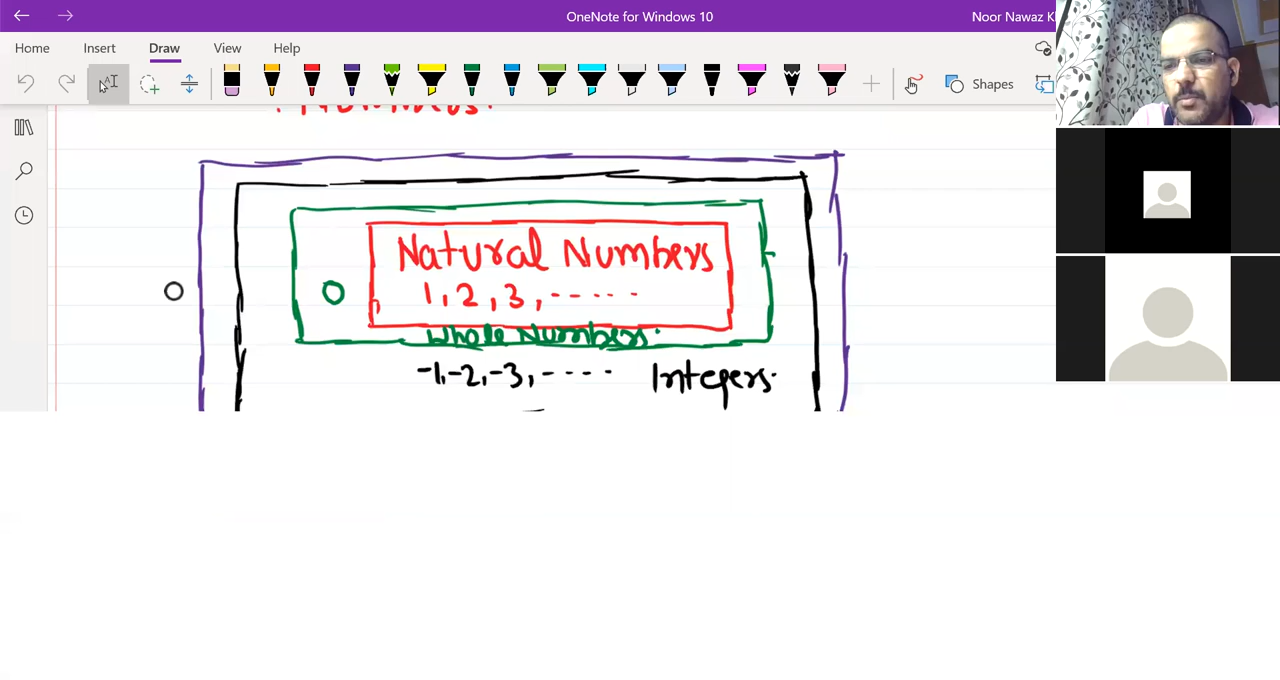 OneNote for Windows 10
Noor Nawaz K
Home Insert Draw View Help
Shapes
Natural Numbers
1, 2, 3, - - - - -
0
Whole Numbers.
-1, -2, -3, - - - - Integers.